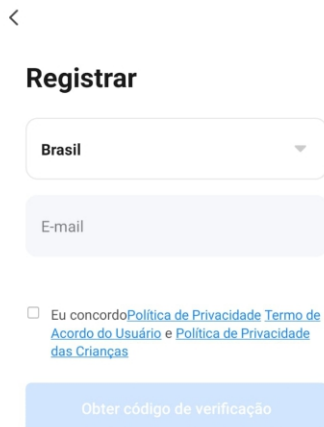 Registrar
Brasil
E-mail
Eu concordoPolítica de Privacidade Termo de
Acordo do Usuário e Política de Privacidade
das Crianças
Obter código de verificação